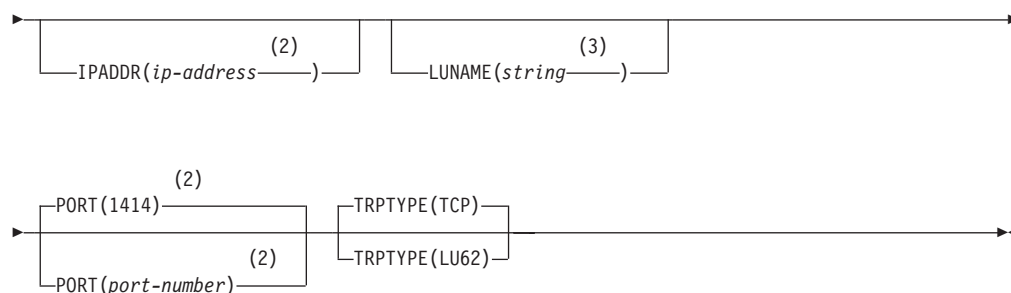 (2) (3)
IPADDR(ip-address ) LUNAME(string )
(2)
PORT(1414) TRPTYPE(TCP)
(2) TRPTYPE(LU62)
PORT(port-number)